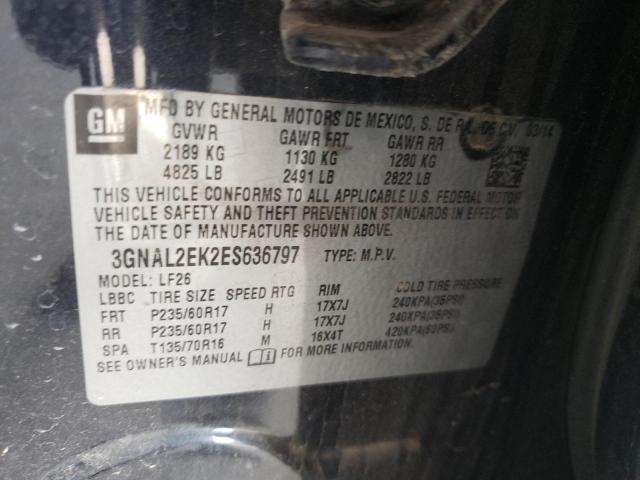 GM
MFD BY GENERAL MOTORS DE MEXICO, S. DE R.L. DE C.V. 03/14
GVWR GAWR FRT GAWR RR
2189 KG 1130 KG 1280 KG
4825 LB 2491 LB 2822 LB
THIS VEHICLE CONFORMS TO ALL APPLICABLE U.S. FEDERAL MOTOR
VEHICLE SAFETY AND THEFT PREVENTION STANDARDS IN EFFECT ON
THE DATE OF MANUFACTURE SHOWN ABOVE.
3GNAL2EK2ES636797 TYPE: M.P.V.
MODEL: LF26
LBBC TIRE SIZE SPEED RTG RIM COLD TIRE PRESSURE
FRT P235/60R17 H 17X7J 240KPA(35PSI)
RR P235/60R17 H 17X7J 240KPA(35PSI)
SPA T135/70R16 M 16X4T 420KPA(60PSI)
SEE OWNER'S MANUAL FOR MORE INFORMATION.